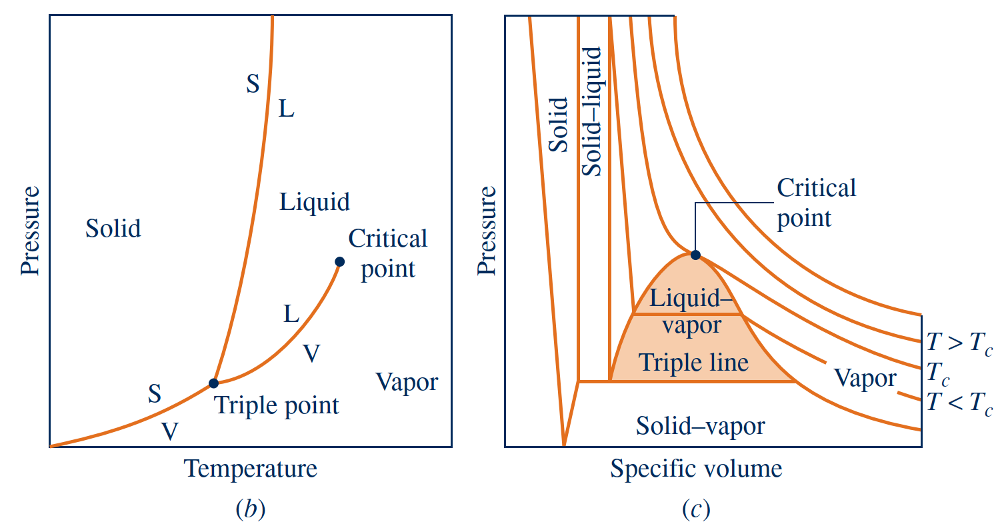 Pressure
S
L
Solid
Liquid
Critical
point
L
V
S
V
Triple point
Vapor
Temperature
(b)
Pressure
Solid
Solid–liquid
Critical
point
Liquid–
vapor
Triple line
Vapor
T > Tc
Tc
T < Tc
Solid–vapor
Specific volume
(c)